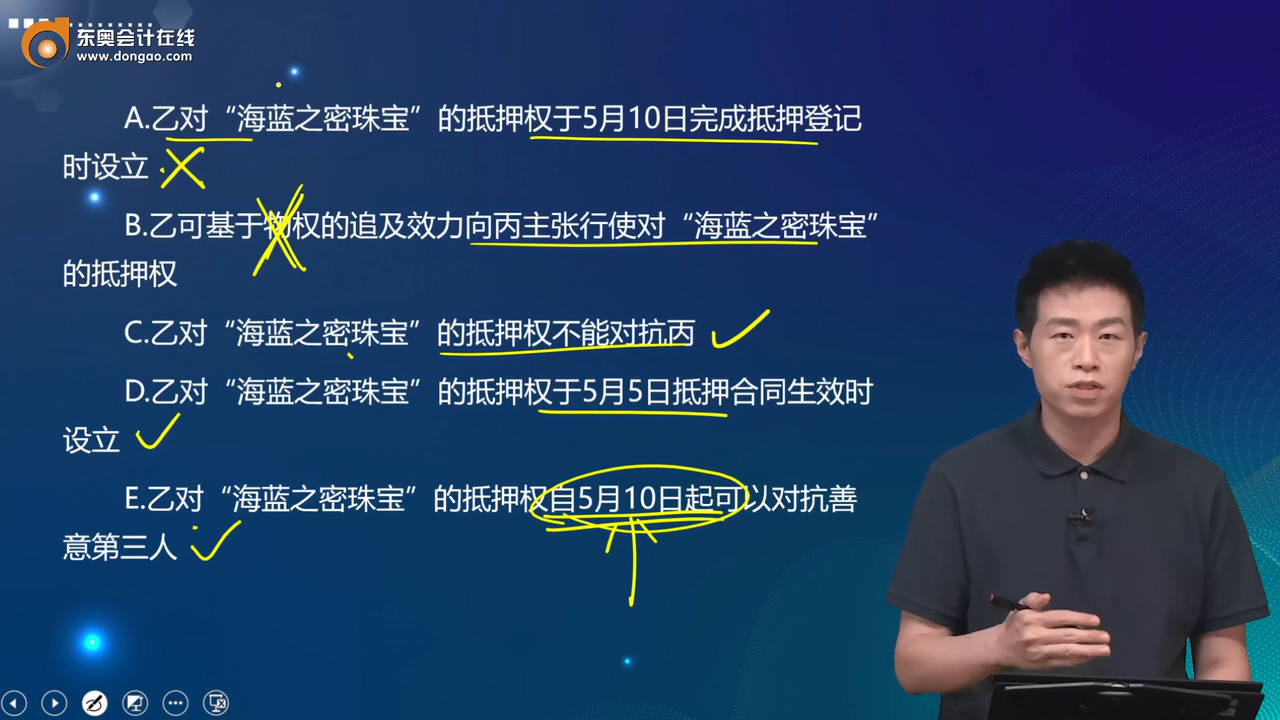 东奥会计在线
www.dongao.com
A.乙对“海蓝之密珠宝”的抵押权于5月10日完成抵押登记
时设立
B.乙可基于物权的追及效力向丙主张行使对“海蓝之密珠宝”
的抵押权
C.乙对“海蓝之密珠宝”的抵押权不能对抗丙
D.乙对“海蓝之密珠宝”的抵押权于5月5日抵押合同生效时
设立
E.乙对“海蓝之密珠宝”的抵押权自5月10日起可以对抗善
意第三人